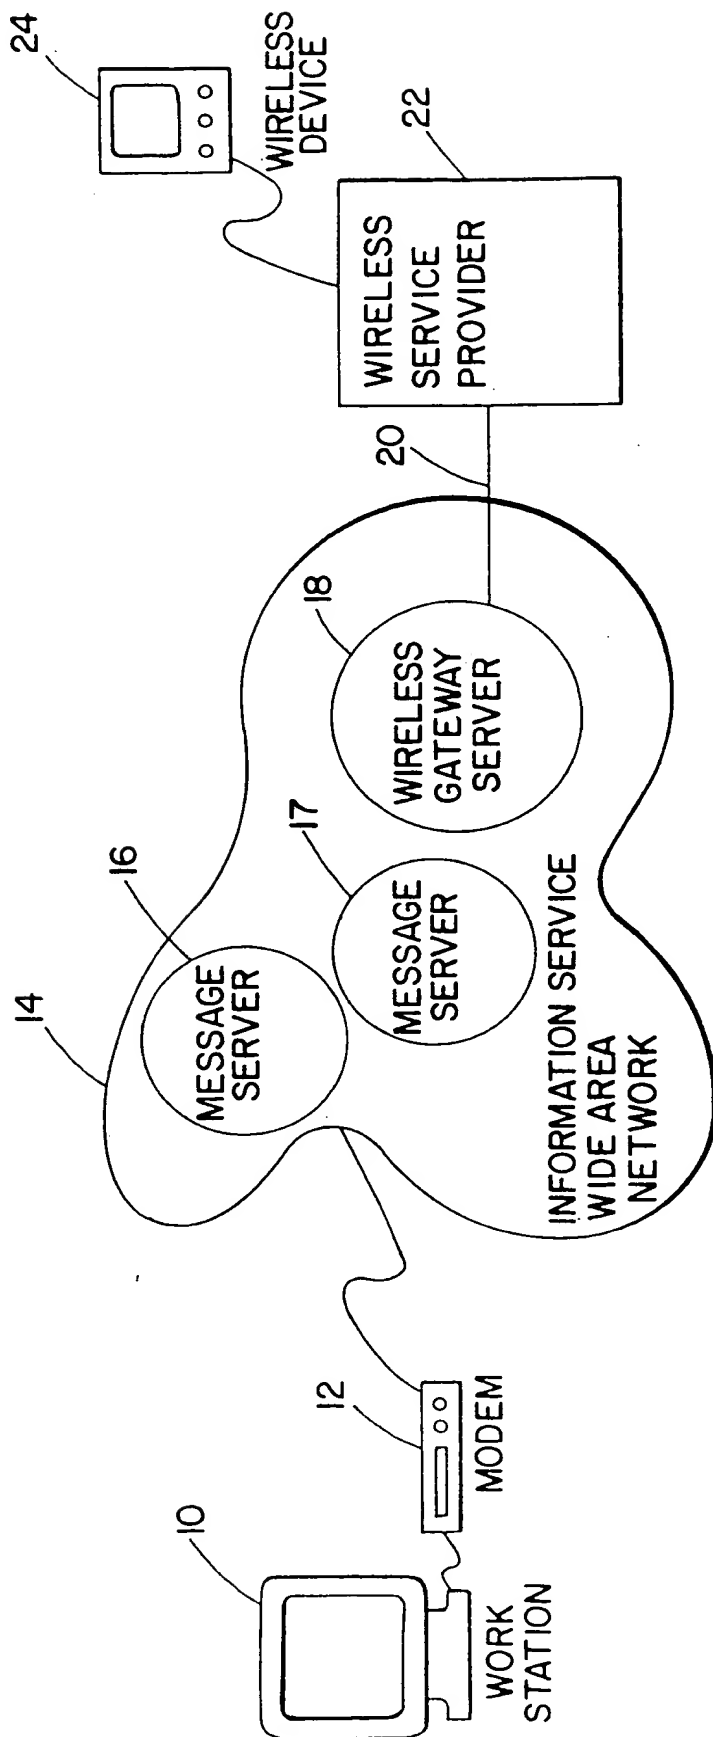 10
WORK
STATION
12
MODEM
14
16
MESSAGE
SERVER
17
MESSAGE
SERVER
INFORMATION SERVICE
WIDE AREA
NETWORK
18
WIRELESS
GATEWAY
SERVER
20
WIRELESS
SERVICE
PROVIDER
22
24
WIRELESS
DEVICE